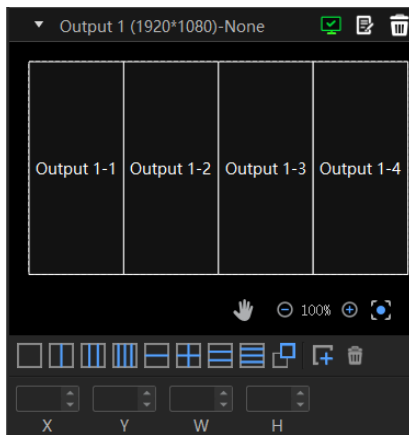 Output 1 (1920*1080)-None
Output 1-1 Output 1-2 Output 1-3 Output 1-4
100%
X Y W H